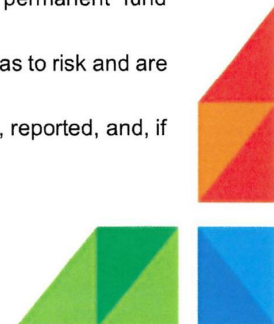 permanent fund
as to risk and are
, reported, and, if